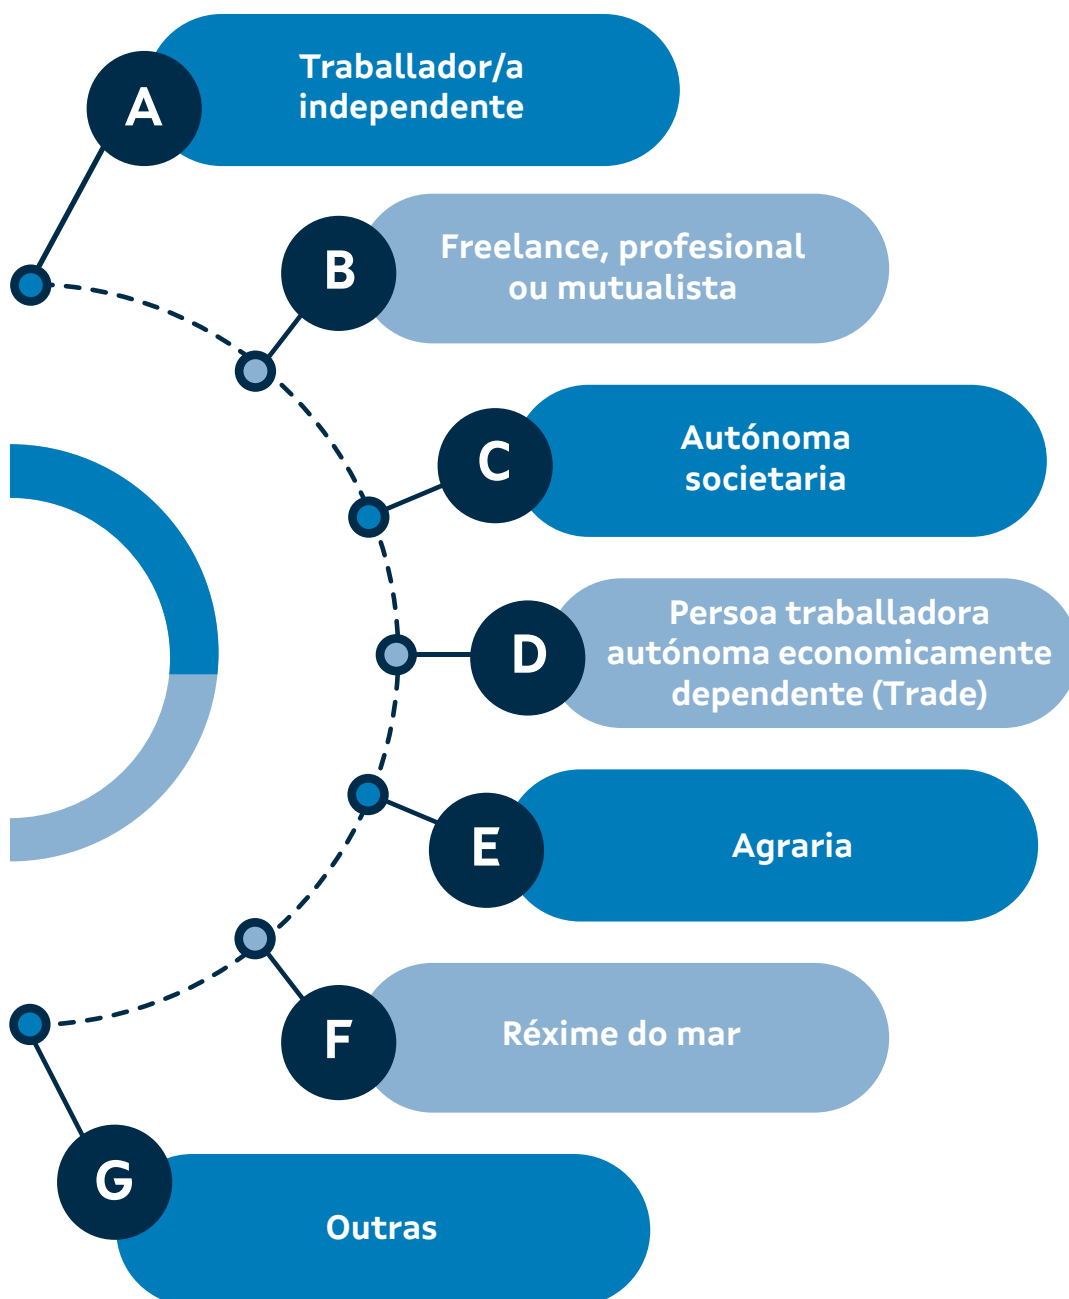 A
Traballador/a
independente
B
Freelance, profesional
ou mutualista
C
Autónoma
societaria
D
Persoa traballadora
autónoma economicamente
dependente (Trade)
E
Agraria
F
Réxime do mar
G
Outras